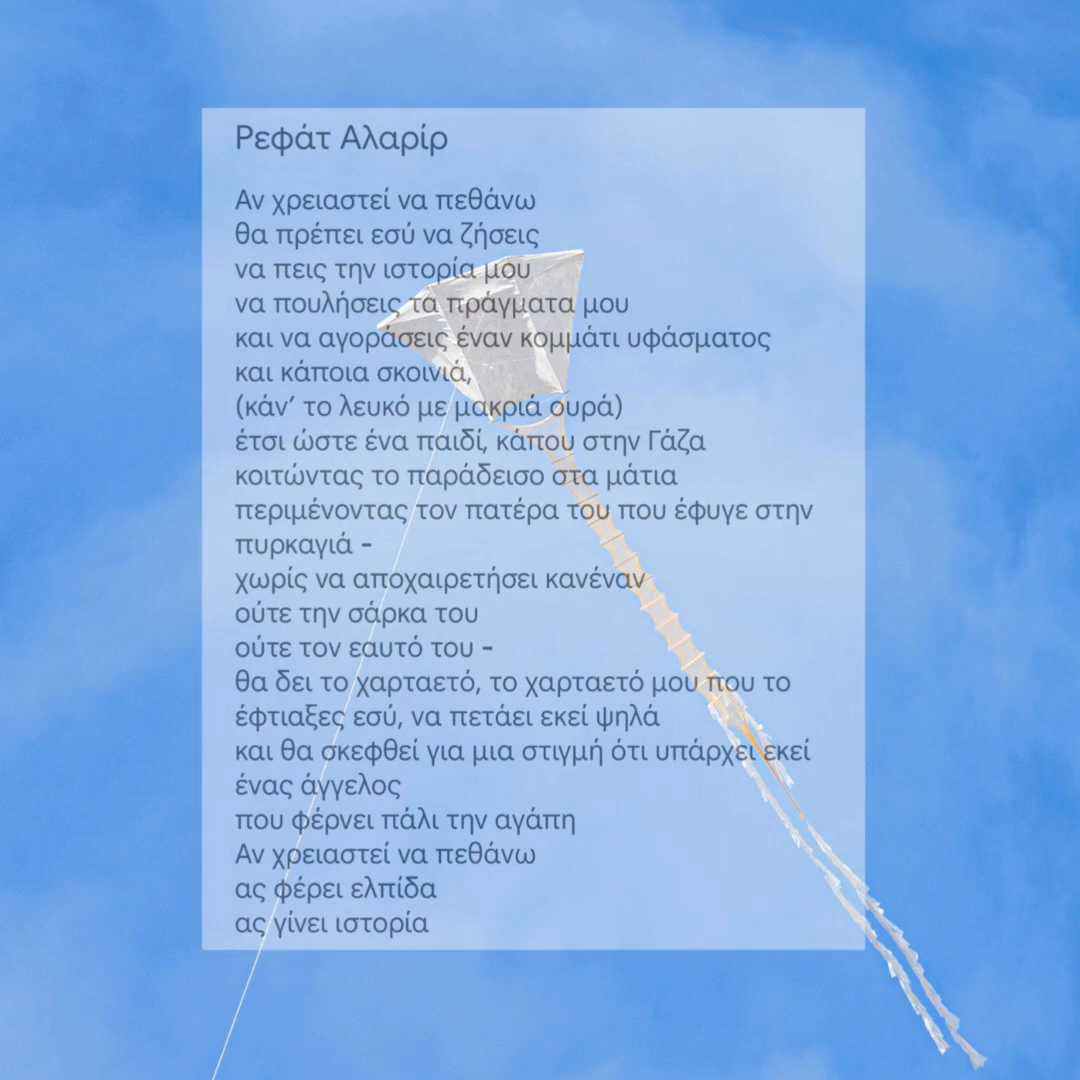 Ρεφάτ Αλαρίρ
Αν χρειαστεί να πεθάνω
θα πρέπει εσύ να ζήσεις
να πεις την ιστορία μου
να πουλήσεις τα πράγματα μου
και να αγοράσεις έναν κομμάτι υφάσματος
και κάποια σκοινιά,
(κάν’ το λευκό με μακριά ουρά)
έτσι ώστε ένα παιδί, κάπου στην Γάζα
κοιτώντας το παράδεισο στα μάτια
περιμένοντας τον πατέρα του που έφυγε στην
πυρκαγιά -
χωρίς να αποχαιρετήσει κανέναν
ούτε την σάρκα του
ούτε τον εαυτό του -
θα δει το χαρταετό, το χαρταετό μου που το
έφτιαξες εσύ, να πετάει εκεί ψηλά
και θα σκεφθεί για μια στιγμή ότι υπάρχει εκεί
ένας άγγελος
που φέρνει πάλι την αγάπη
Αν χρειαστεί να πεθάνω
ας φέρει ελπίδα
ας γίνει ιστορία